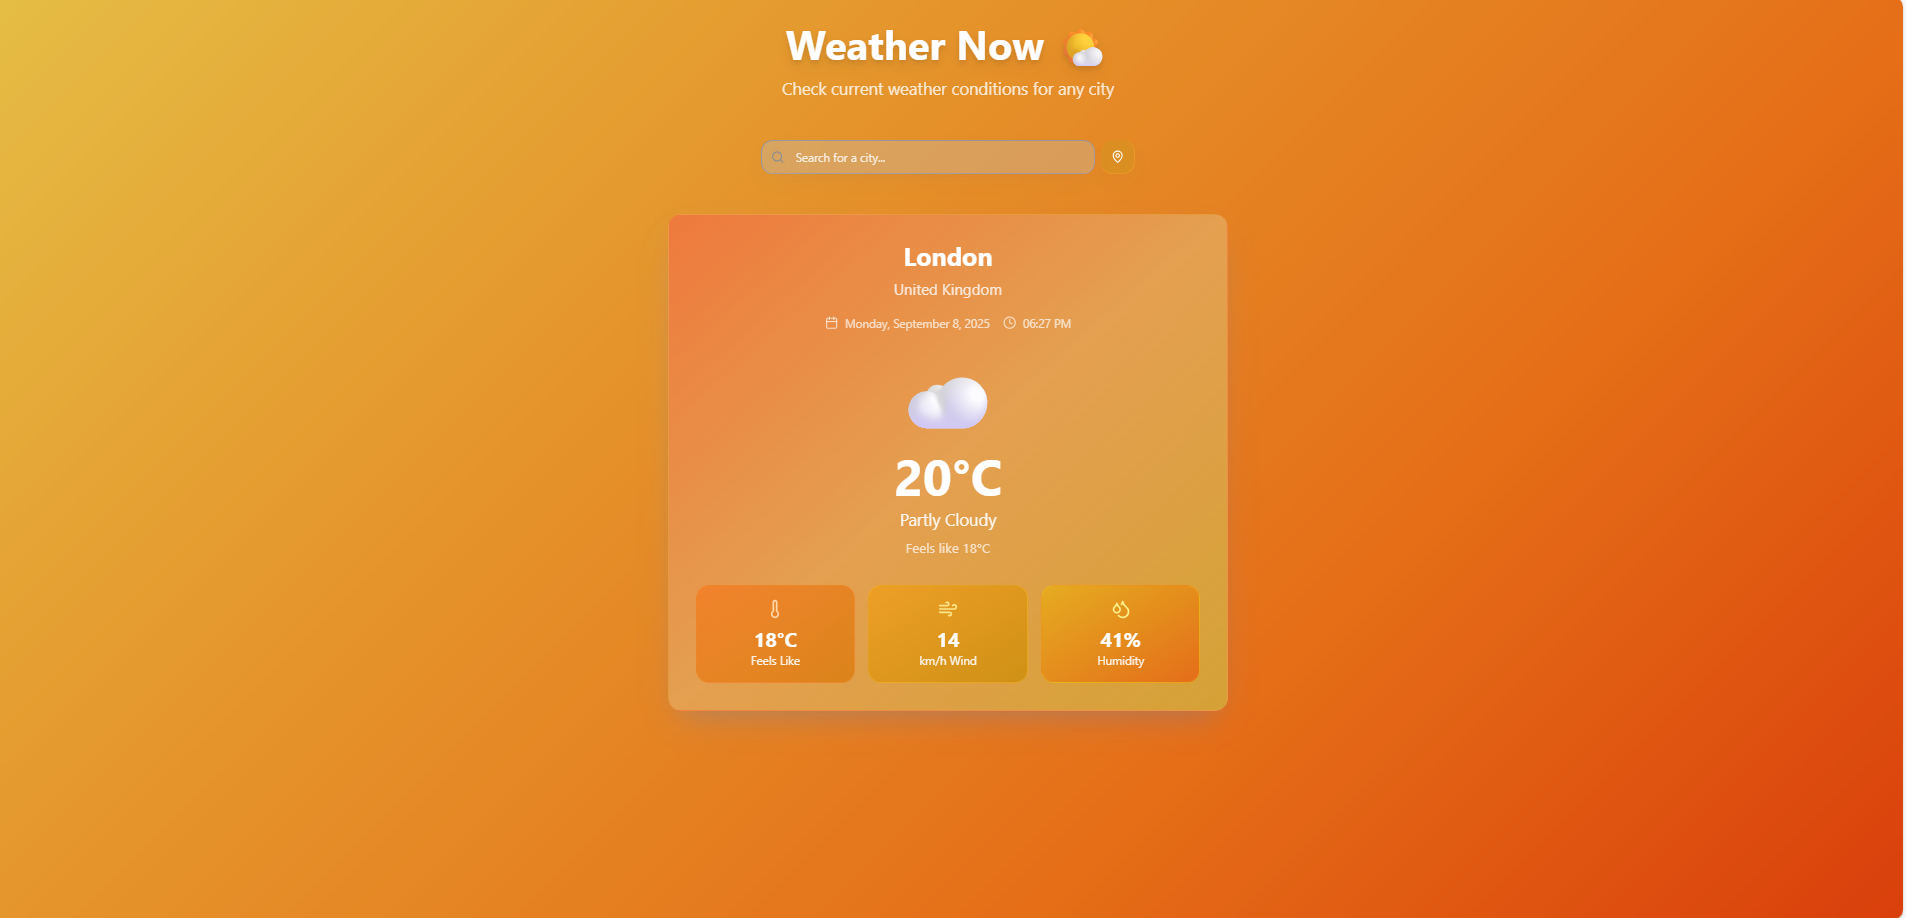 Weather Now
Check current weather conditions for any city
Search for a city...
London
United Kingdom
Monday, September 8, 2025 06:27 PM
20°C
Partly Cloudy
Feels like 18°C
18°C
Feels Like
14
km/h Wind
41%
Humidity